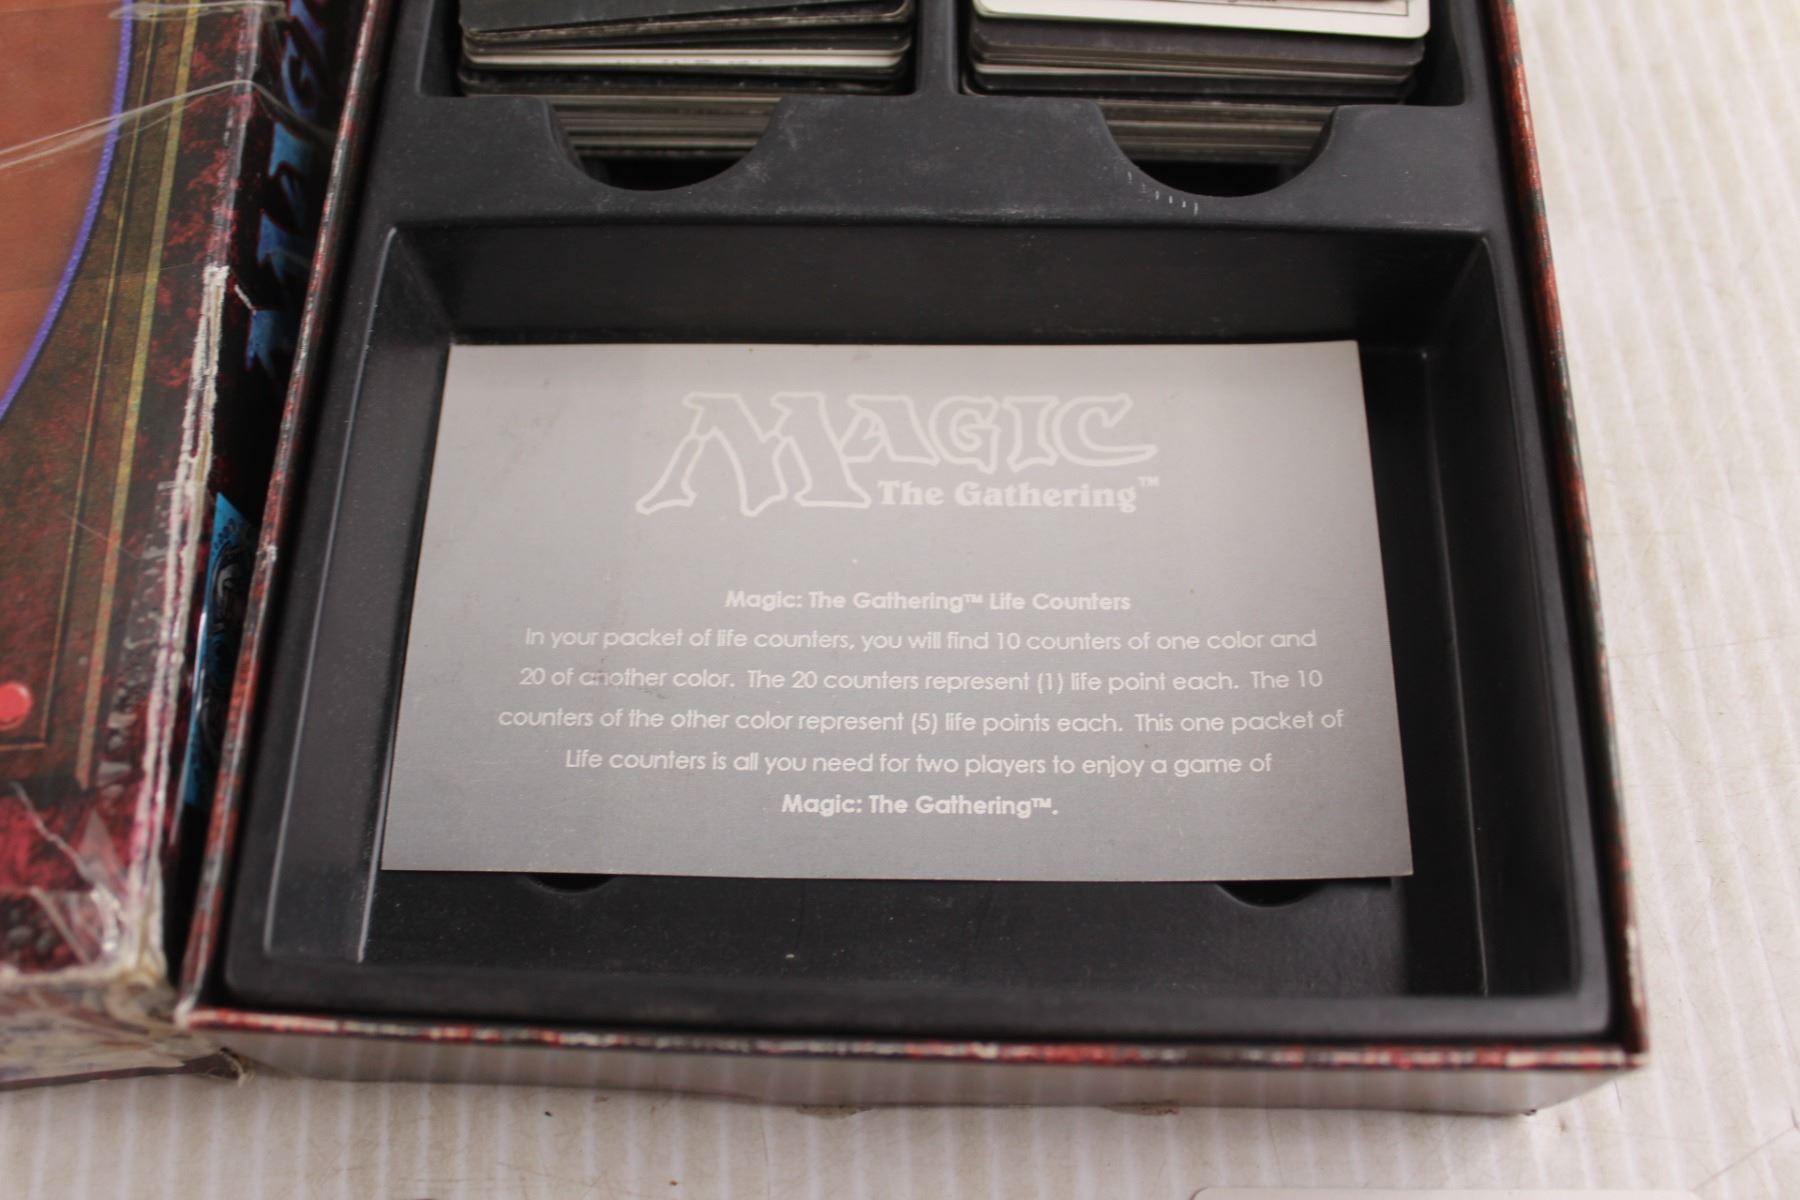 MAGIC
The Gathering™
Magic: The Gathering™ Life Counters
In your packet of life counters, you will find 10 counters of one color and
20 of another color. The 20 counters represent (1) life point each. The 10
counters of the other color represent (5) life points each. This one packet of
Life counters is all you need for two players to enjoy a game of
Magic: The Gathering™.